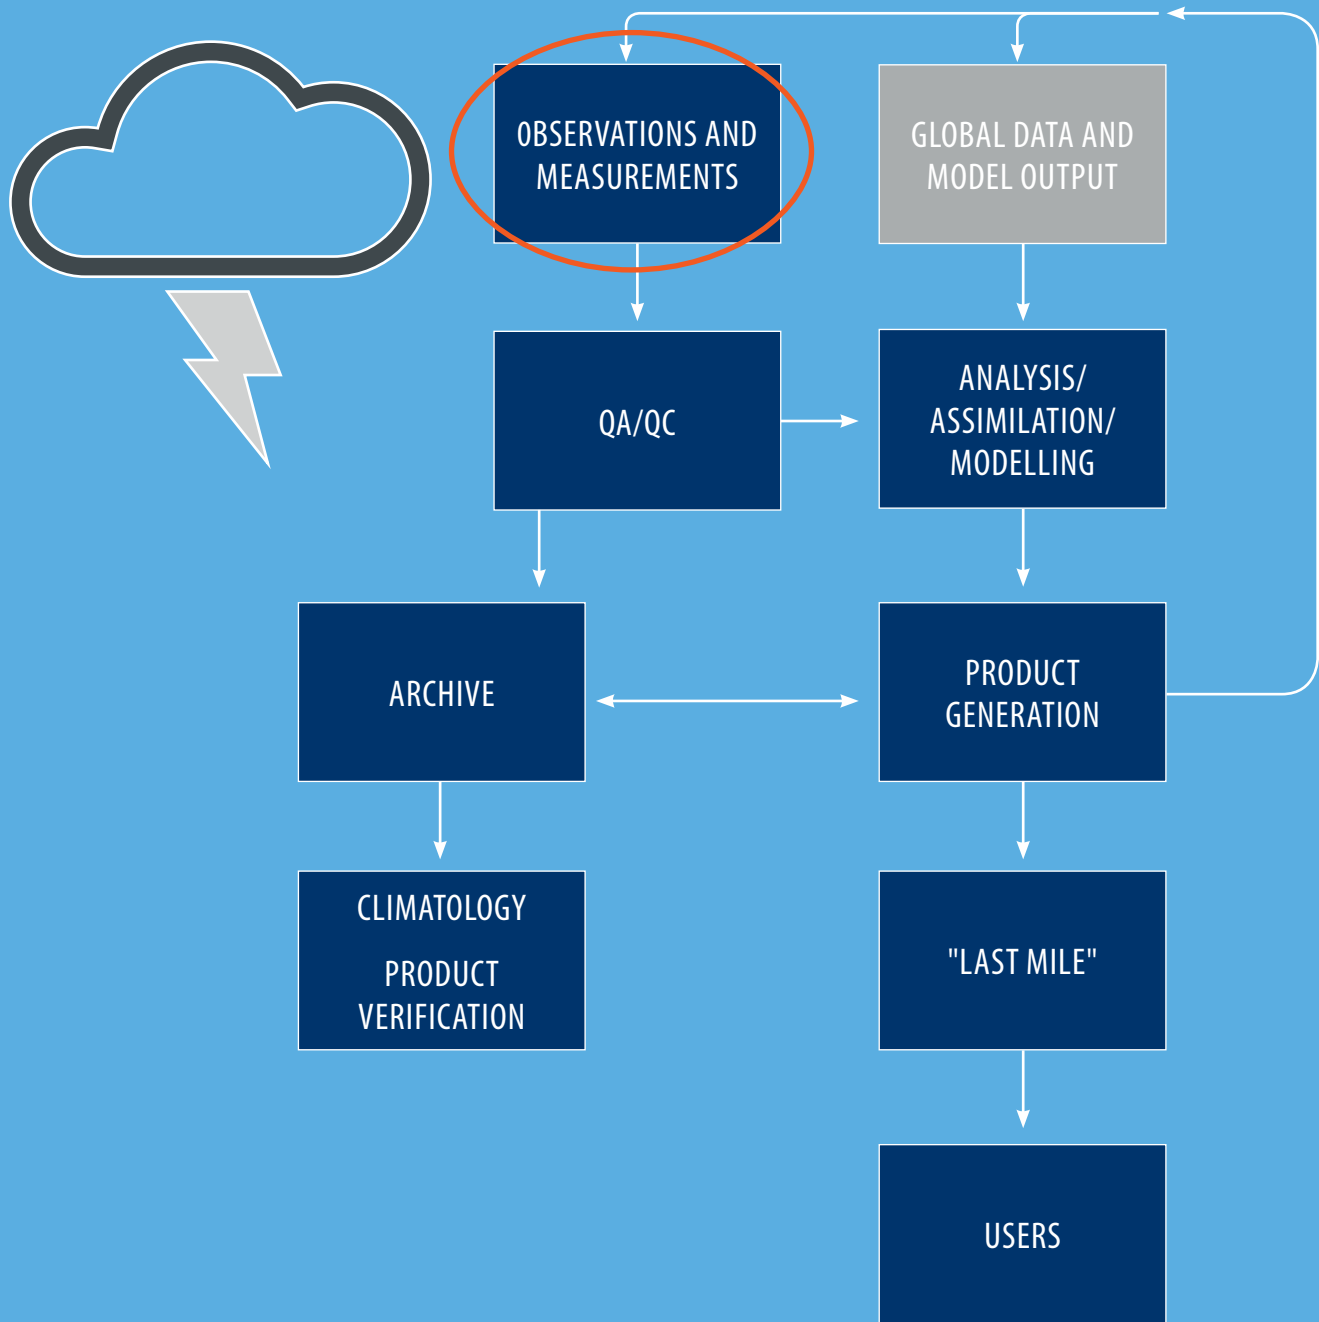 0BSERVATIONS AND
MEASUREMENTS
GLOBAL DATA AND
MODEL OUTPUT
QA/QC
ANALYSIS/
ASSIMILATION/
MODELLING
ARCHIVE
PRODUCT
GENERATION
CLIMATOLOGY
PRODUCT
VERIFICATION
"LAST MILE"
USERS